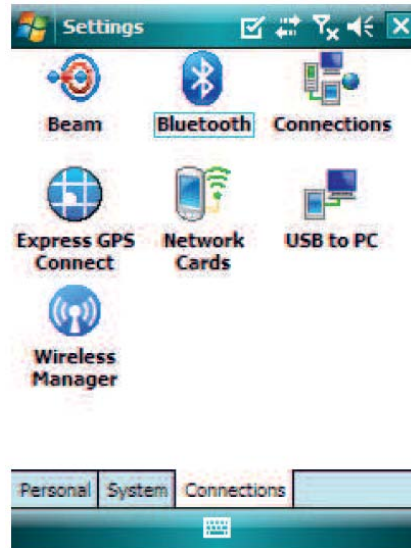 Settings
Beam Bluetooth Connections
Express GPS Network USB to PC
Connect Cards
Wireless
Manager
Personal System Connections